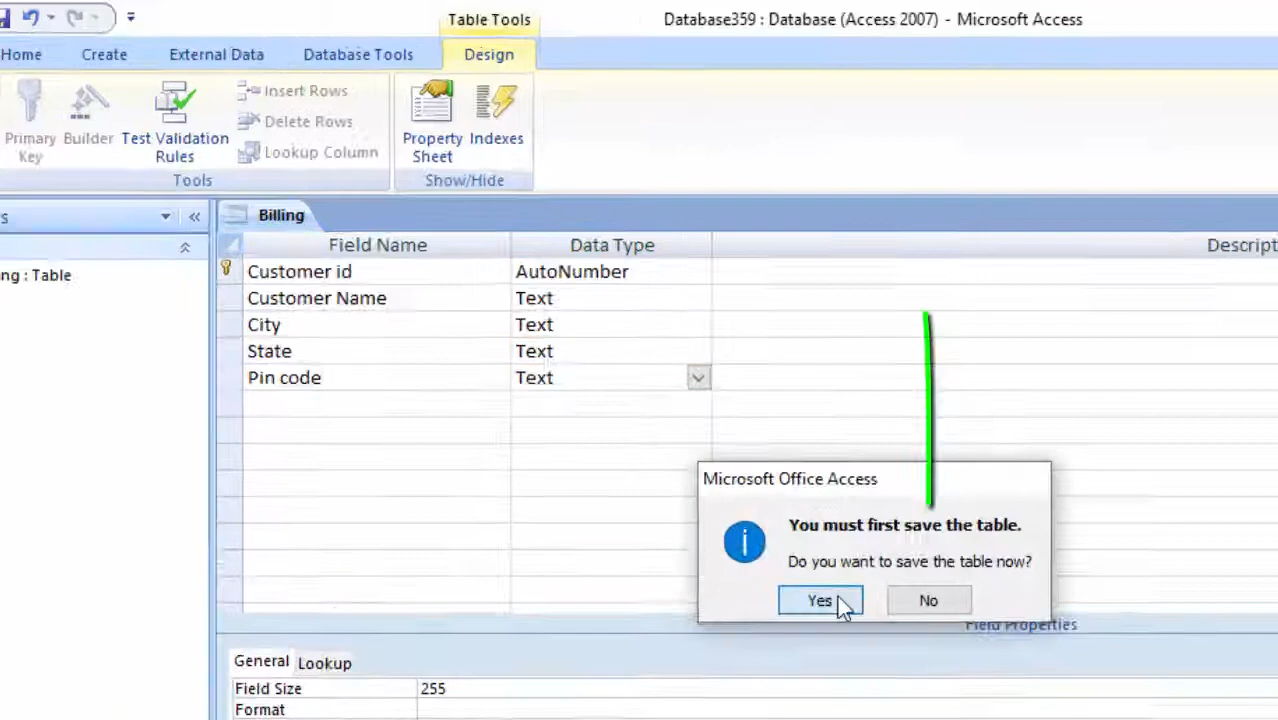 Table Tools
Database359 : Database (Access 2007) - Microsoft Access
Home
Create
External Data
Database Tools
Design
Primary Key
Builder
Test Validation Rules
Insert Rows
Delete Rows
Lookup Column
Property Sheet
Indexes
Tools
Show/Hide
s
Billing
ng : Table
Field Name
Data Type
Descript
Customer id
AutoNumber
Customer Name
Text
City
Text
State
Text
Pin code
Text
Microsoft Office Access
You must first save the table.
Do you want to save the table now?
Yes
No
Field Properties
General
Lookup
Field Size
255
Format